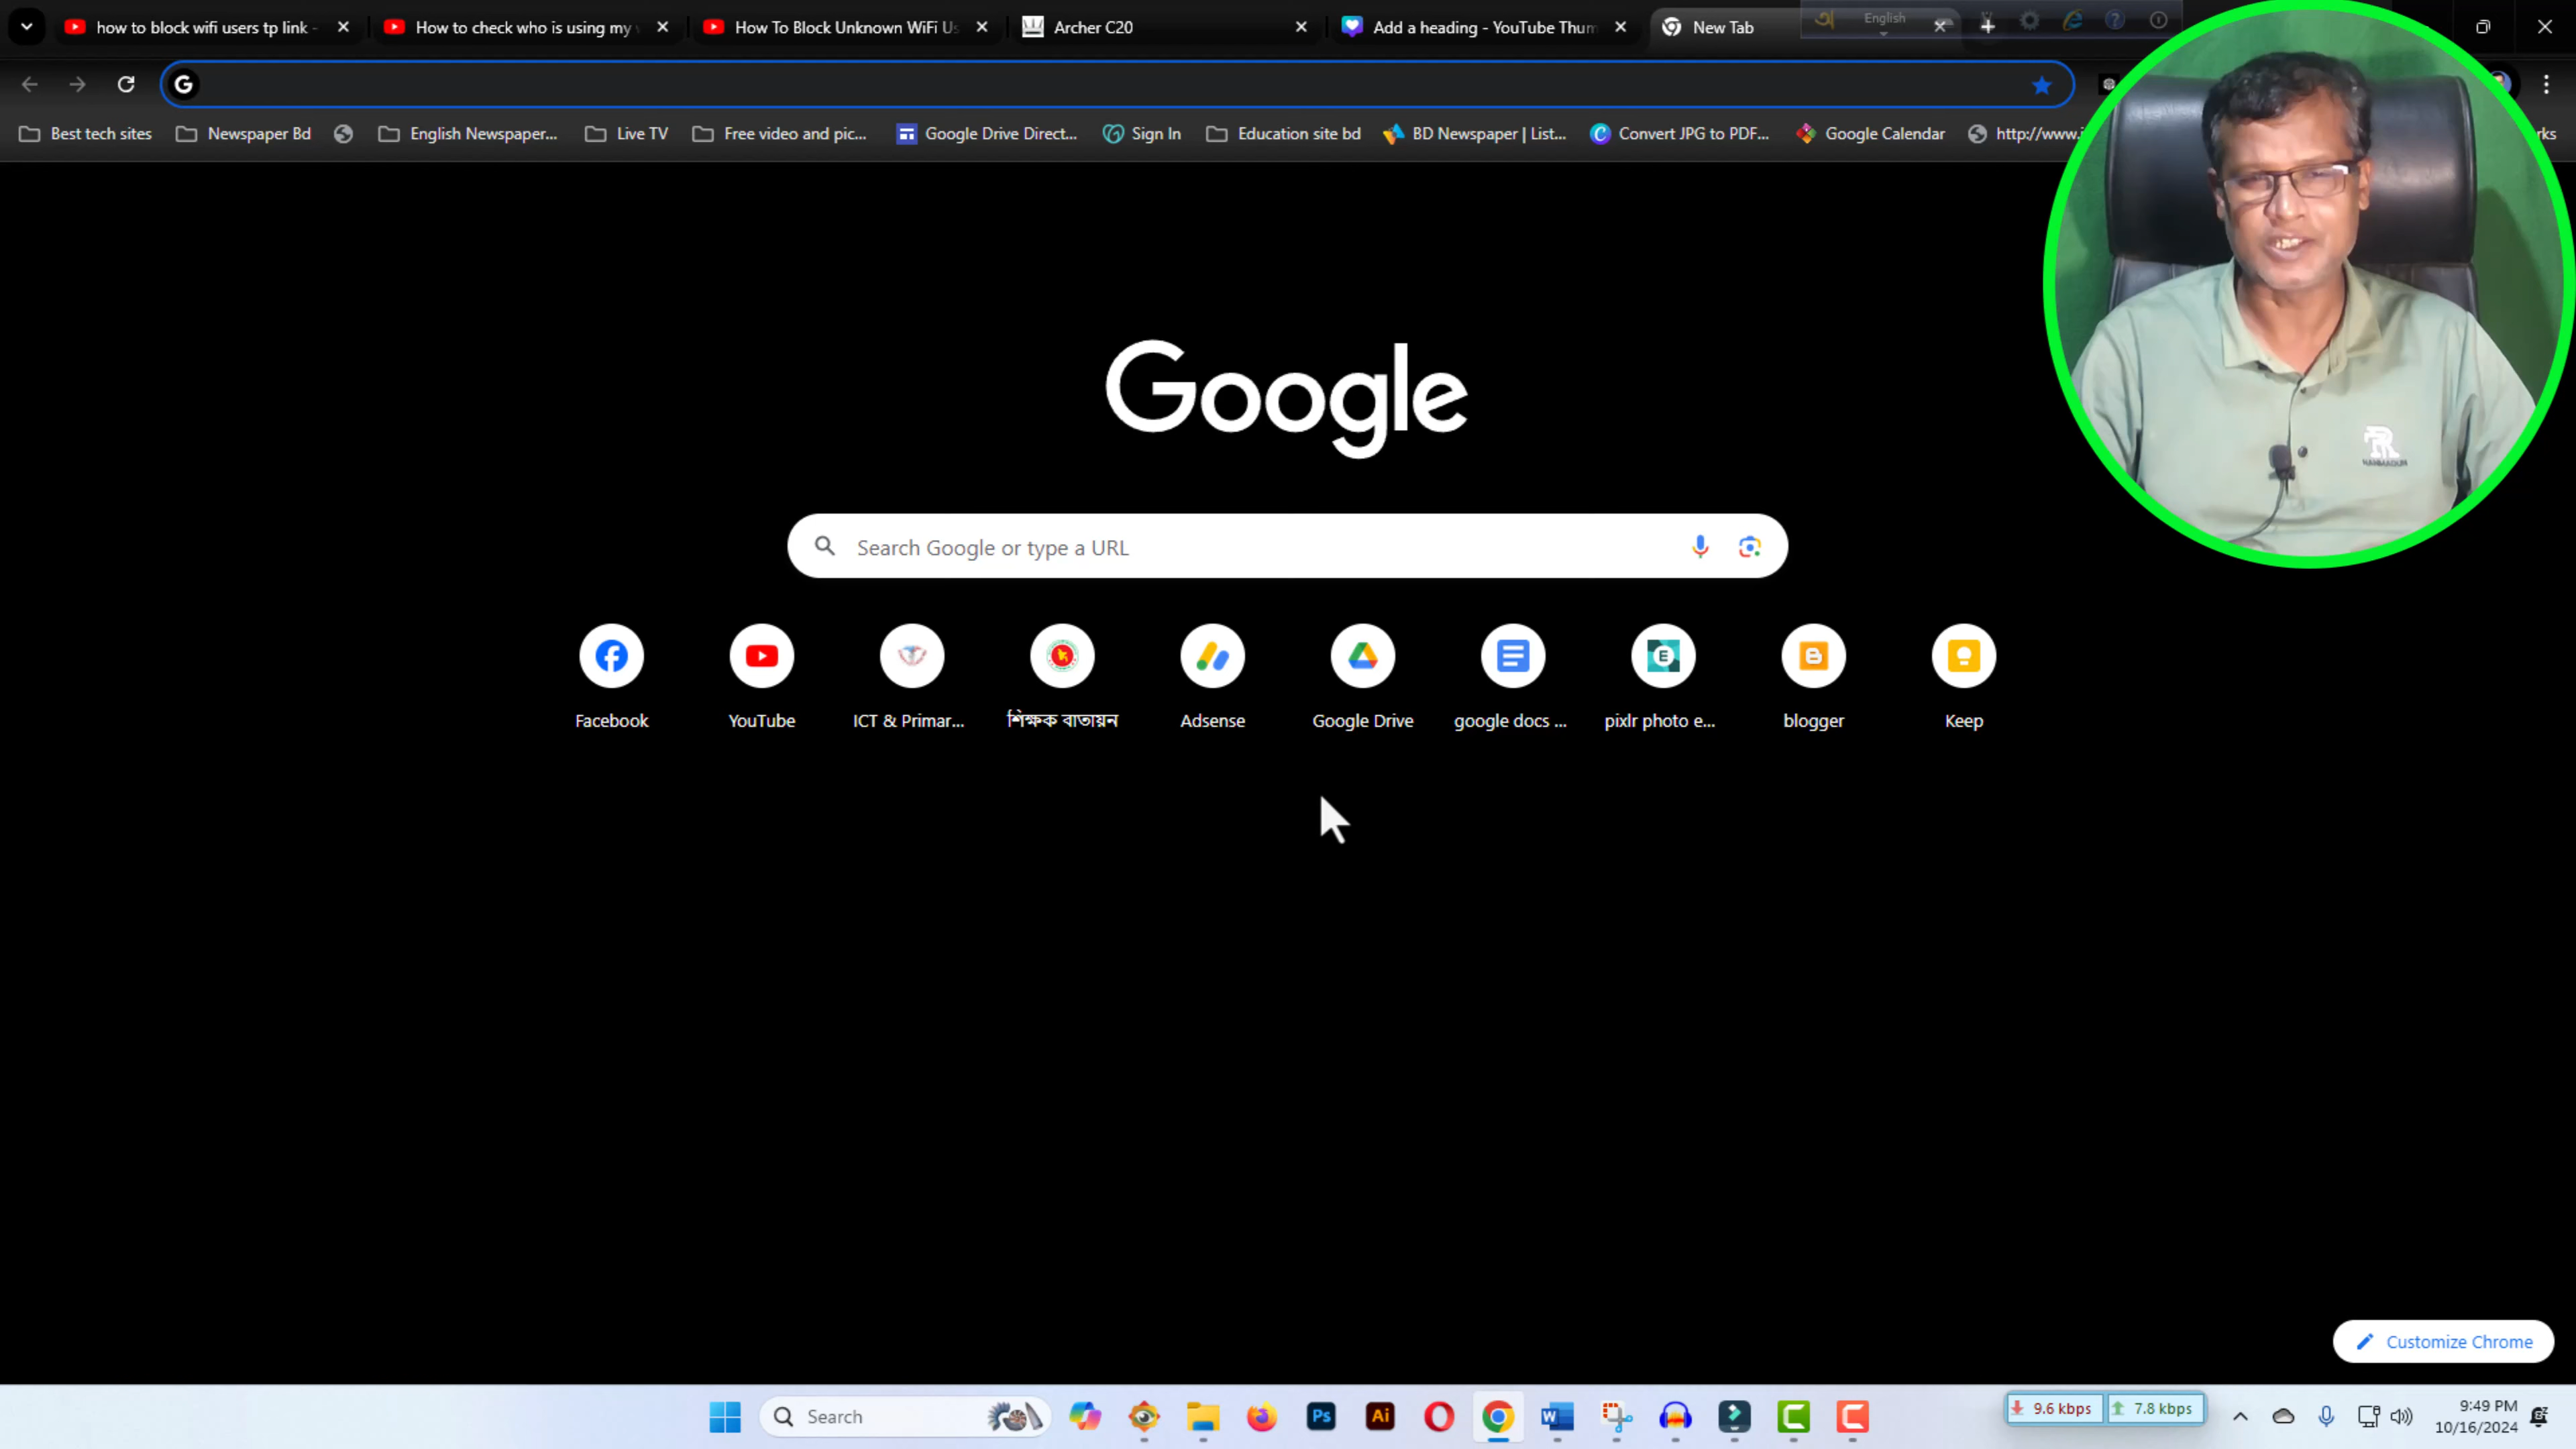 how to block wifi users tp link -
How to check who is using my
How To Block Unknown WiFi Us
Archer C20
Add a heading - YouTube Thum
New Tab
অ
English
Best tech sites
Newspaper Bd
English Newspaper...
Live TV
Free video and pic...
Google Drive Direct...
Sign In
Education site bd
BD Newspaper | List...
Convert JPG to PDF...
Google Calendar
http://www.
rks
Google
Search Google or type a URL
Facebook
YouTube
ICT & Primar...
শিক্ষক বাতায়ন
Adsense
Google Drive
google docs ...
pixlr photo e...
blogger
Keep
Customize Chrome
Search
Ps
Ai
9.6 kbps
7.8 kbps
9:49 PM
10/16/2024